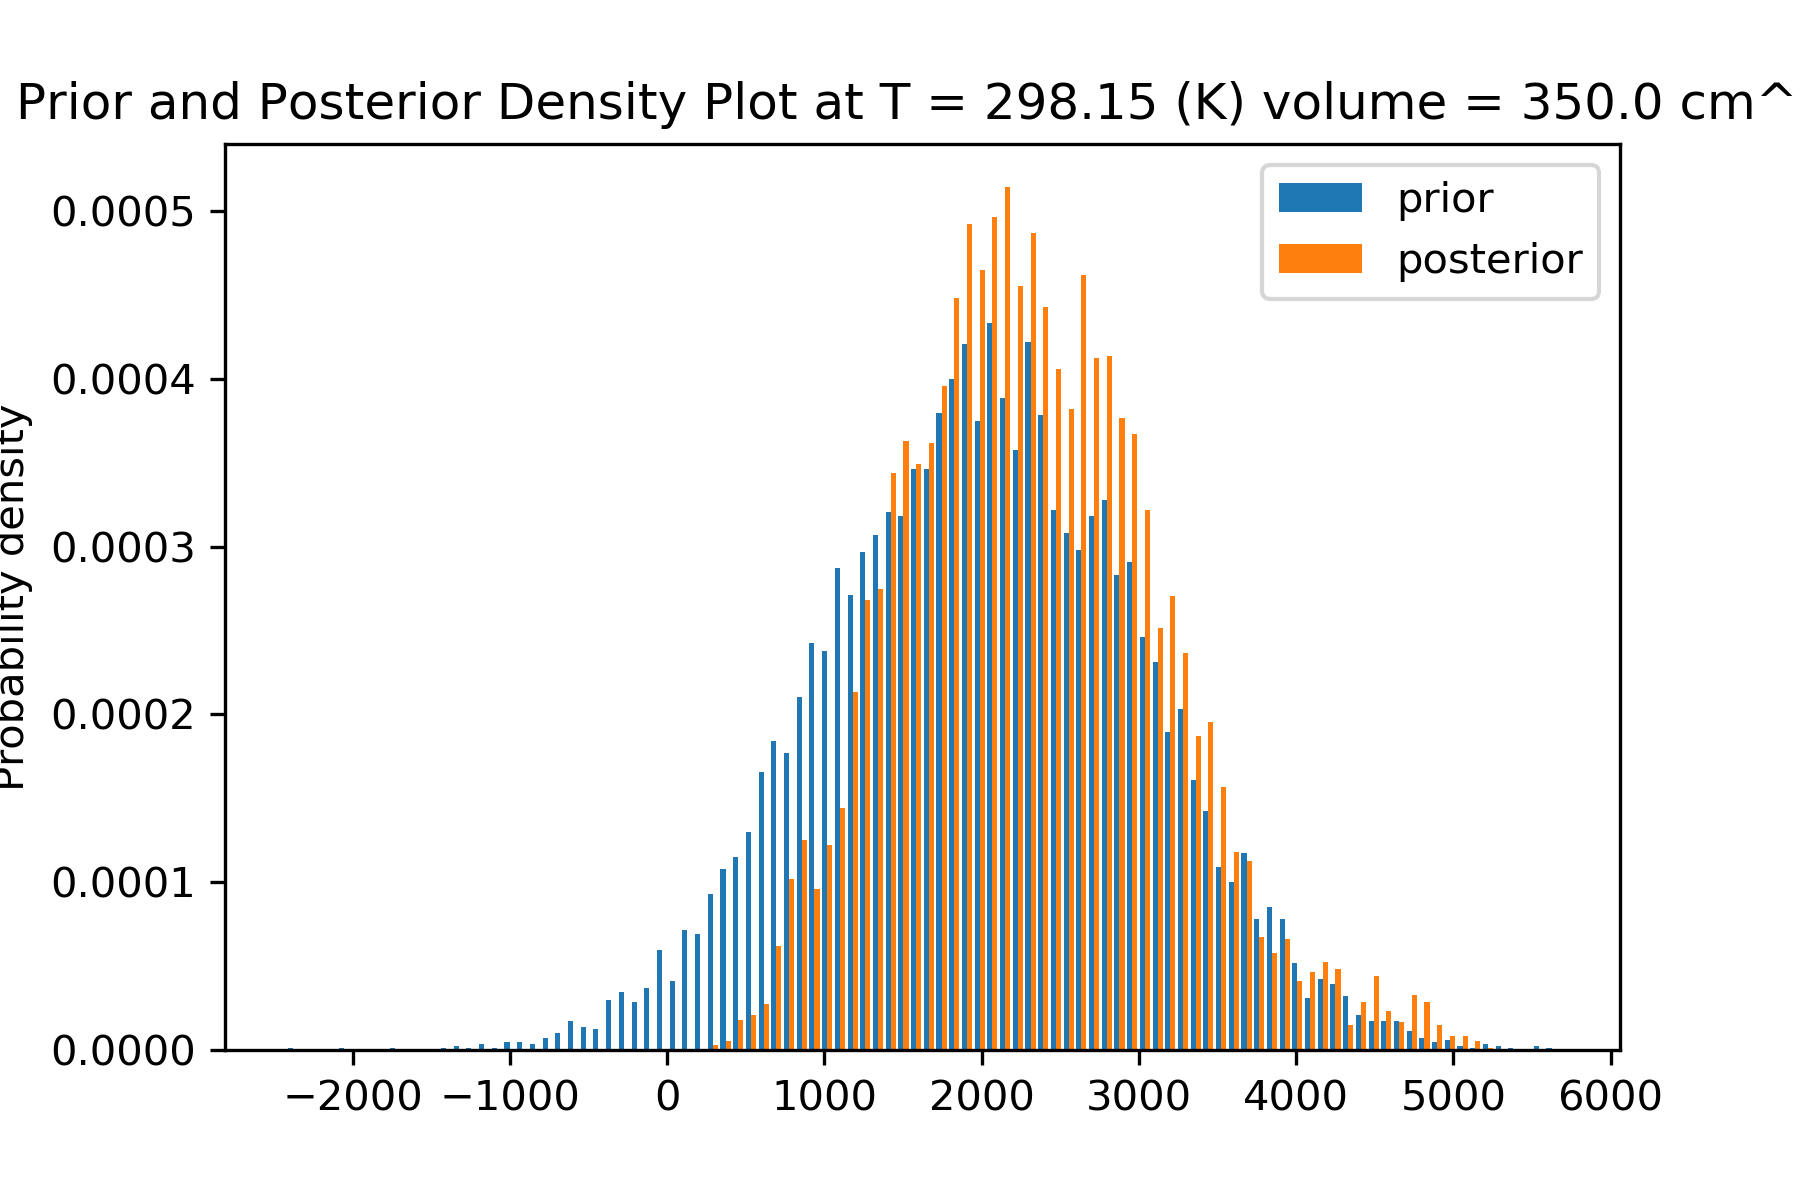 Prior and Posterior Density Plot at T = 298.15 (K) volume = 350.0 cm^
prior
posterior
Probability density
0.0005
0.0004
0.0003
0.0002
0.0001
0.0000
−2000 −1000 0 1000 2000 3000 4000 5000 6000